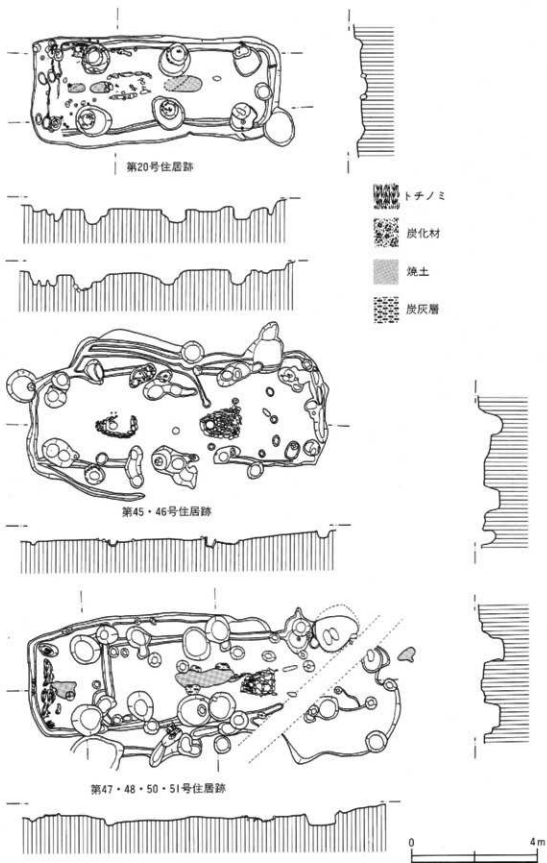 第20号住居跡
トチノミ
炭化材
焼土
炭灰層
第45・46号住居跡
第47・48・50・51号住居跡
0 4m